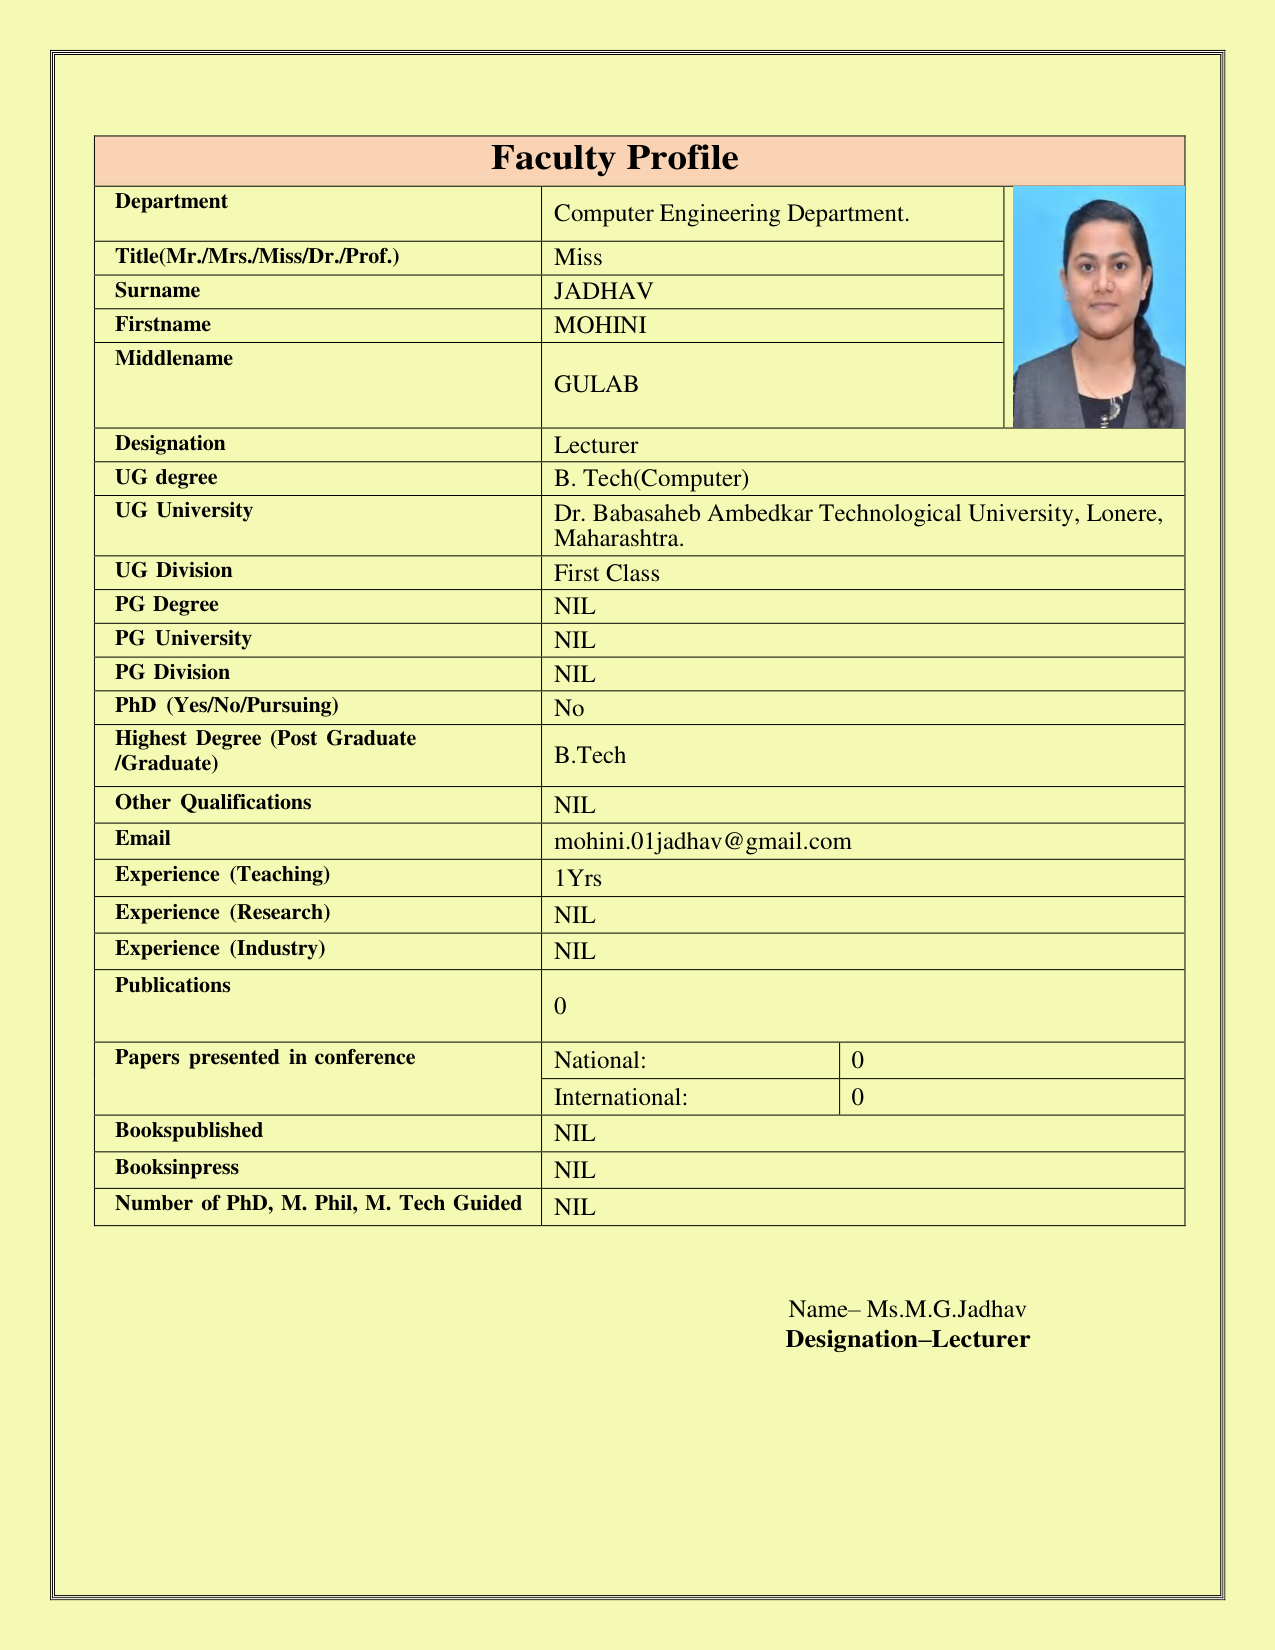 Faculty Profile
Department
Computer Engineering Department.
Title(Mr./Mrs./Miss/Dr./Prof.)
Miss
Surname
JADHAV
Firstname
MOHINI
Middlename
GULAB
Designation
Lecturer
UG degree
B. Tech(Computer)
UG University
Dr. Babasaheb Ambedkar Technological University, Lonere,
Maharashtra.
UG Division
First Class
PG Degree
NIL
PG University
NIL
PG Division
NIL
PhD (Yes/No/Pursuing)
No
Highest Degree (Post Graduate
/Graduate)
B.Tech
Other Qualifications
NIL
Email
mohini.01jadhav@gmail.com
Experience (Teaching)
1Yrs
Experience (Research)
NIL
Experience (Industry)
NIL
Publications
0
Papers presented in conference
National:
0
International:
0
Bookspublished
NIL
Booksinpress
NIL
Number of PhD, M. Phil, M. Tech Guided
NIL
Name– Ms.M.G.Jadhav
Designation–Lecturer